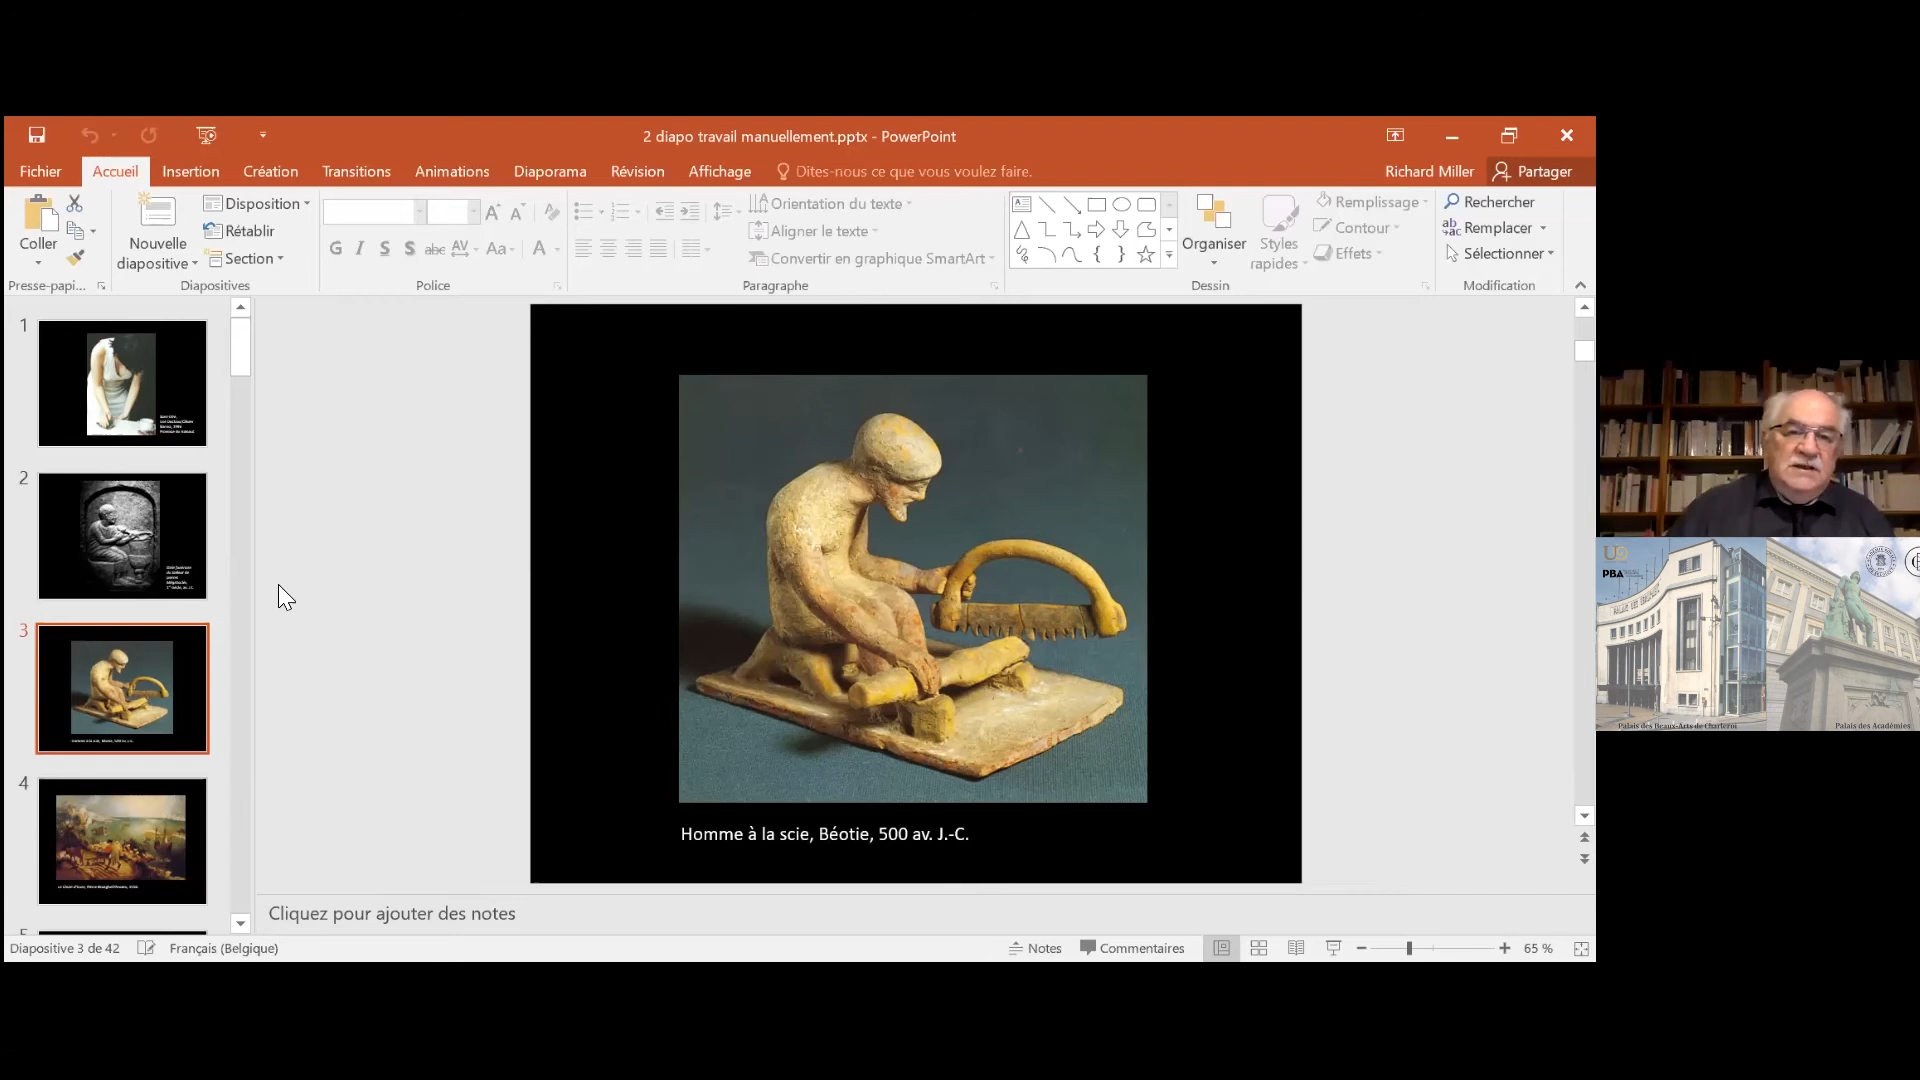 2 diapo travail manuellement.pptx - PowerPoint
Fichier Accueil Insertion Création Transitions Animations Diaporama Révision Affichage Dites-nous ce que vous voulez faire. Richard Miller Partager
Coller
Presse-papi...
Nouvelle diapositive
Disposition
Rétablir
Section
Diapositives
G I S S abc AV Aa A
Police
Orientation du texte
Aligner le texte
Convertir en graphique SmartArt
Paragraphe
Organiser
Styles rapides
Remplissage
Contour
Effets
Dessin
Rechercher
Remplacer
Sélectionner
Modification
1
2
3
4
5
Homme à la scie, Béotie, 500 av. J.-C.
Cliquez pour ajouter des notes
Diapositive 3 de 42 Français (Belgique) Notes Commentaires 65 %
PBA
Palais des Beaux-Arts de Charleroi
Palais des Académies